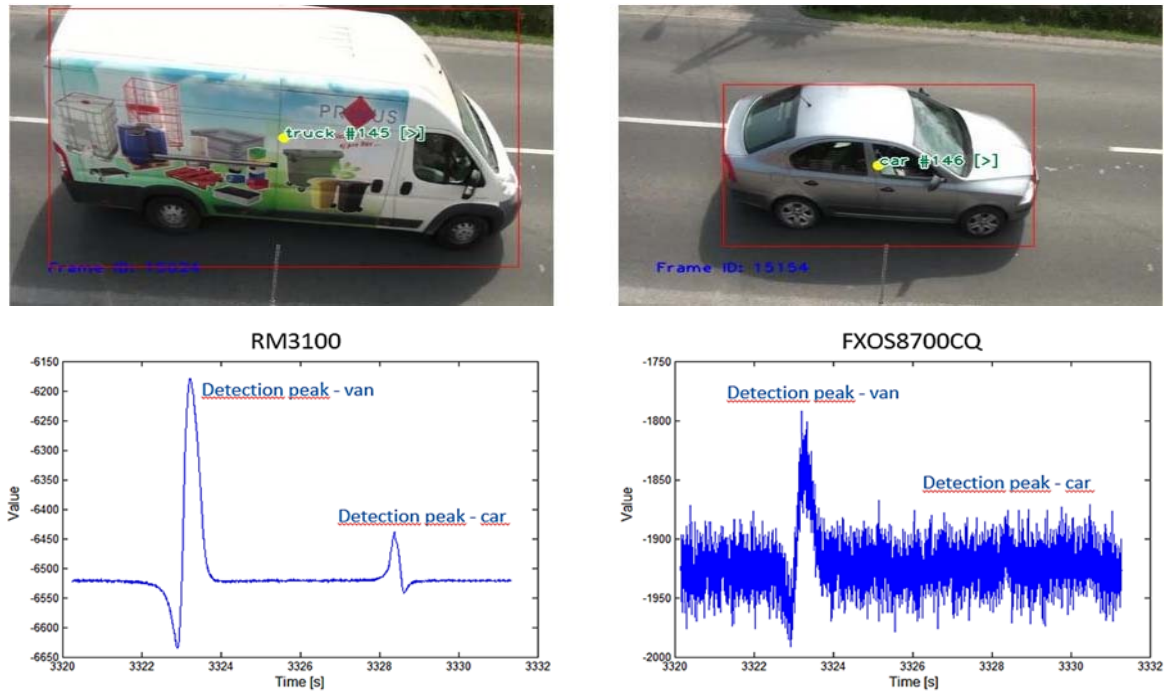 truck #145 [>]
car #146 [>]
Frame ID: 15154
RM3100
Detection peak - van
Detection peak - car
Value
-6150
-6200
-6250
-6300
-6350
-6400
-6450
-6500
-6550
-6600
-6650
3320
3322
3324
3326
3328
3330
3332
Time [s]
FXOS8700CQ
Detection peak - van
Detection peak - car
Value
-1750
-1800
-1850
-1900
-1950
-2000
3320
3322
3324
3326
3328
3330
3332
Time [s]